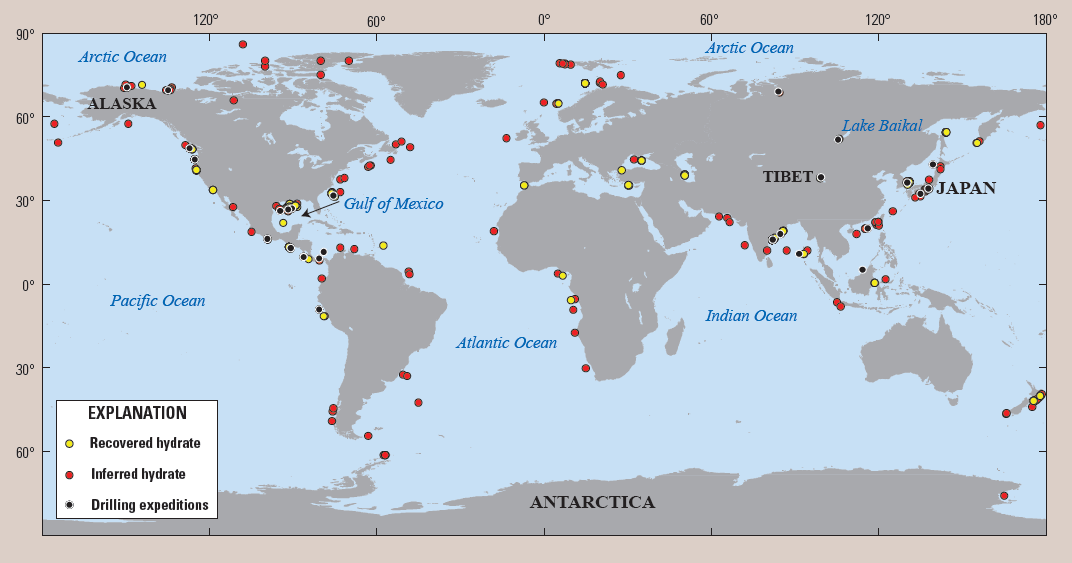 120° 60° 0° 60° 120° 180°
90°
Arctic Ocean Arctic Ocean
ALASKA
60°
Lake Baikal
TIBET JAPAN
30°
Gulf of Mexico
0°
Pacific Ocean
Indian Ocean
Atlantic Ocean
30°
EXPLANATION
Recovered hydrate
60°
Inferred hydrate
Drilling expeditions
ANTARCTICA